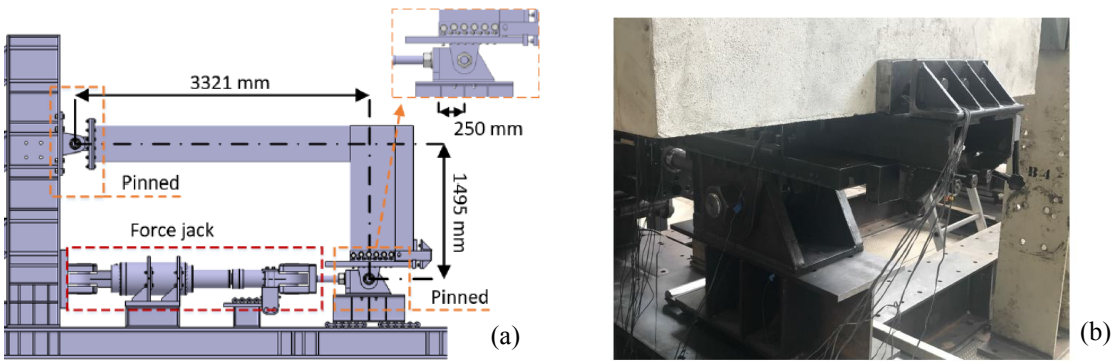 3321 mm
250 mm
Pinned
1495 mm
Force jack
Pinned
(a)
B-4
(b)